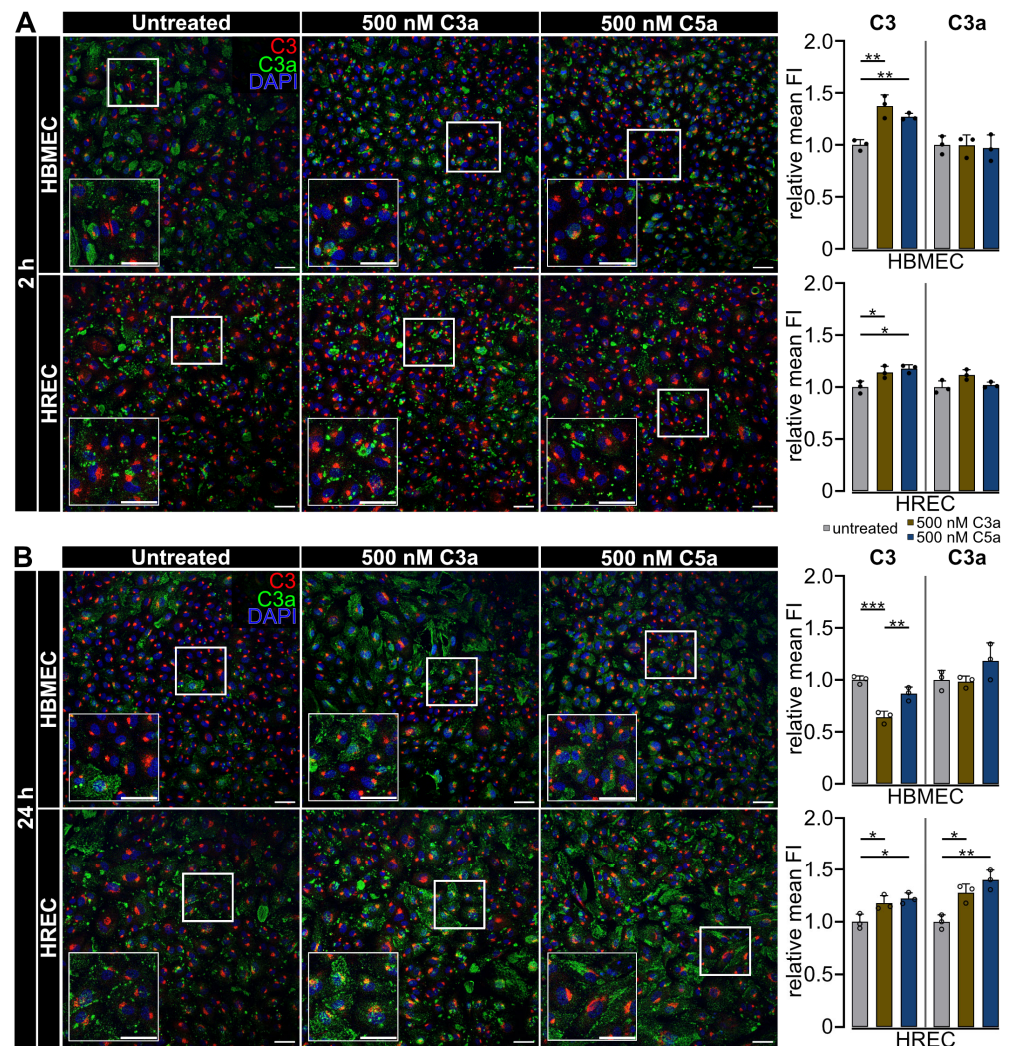 A
Untreated
500 nM C3a
500 nM C5a
2 h
HBMEC
HREC
C3
C3a
DAPI
C3
C3a
relative mean FI
2.0
1.5
1.0
0.5
0
**
**
HBMEC
relative mean FI
2.0
1.5
1.0
0.5
0
*
*
HREC
untreated
500 nM C3a
500 nM C5a
B
Untreated
500 nM C3a
500 nM C5a
24 h
HBMEC
HREC
C3
C3a
DAPI
C3
C3a
relative mean FI
2.0
1.5
1.0
0.5
0
***
**
HBMEC
relative mean FI
2.0
1.5
1.0
0.5
0
*
*
*
**
HREC